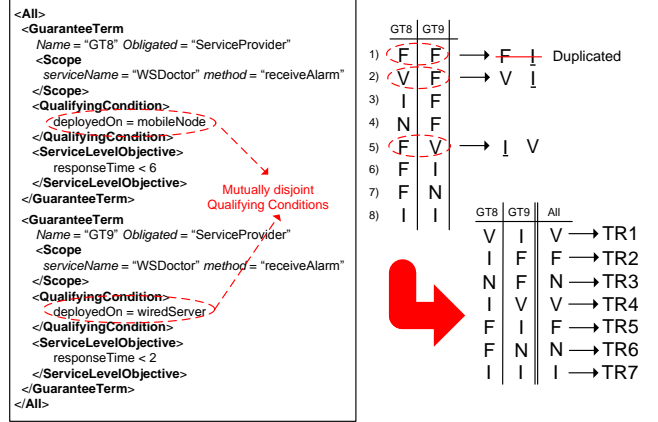 <All>
<GuaranteeTerm
Name = “GT8” Obligated = “ServiceProvider”
<Scope
serviceName = “WSDoctor” method = “receiveAlarm”
</Scope>
<QualifyingCondition>
deployedOn = mobileNode
</QualifyingCondition>
<ServiceLevelObjective>
responseTime < 6
</ServiceLevelObjective>
</GuaranteeTerm>
<GuaranteeTerm
Name = “GT9” Obligated = “ServiceProvider”
<Scope
serviceName = “WSDoctor” method = “receiveAlarm”
</Scope>
<QualifyingCondition>
deployedOn = wiredServer
</QualifyingCondition>
<ServiceLevelObjective>
responseTime < 2
</ServiceLevelObjective>
</GuaranteeTerm>
</All>
Mutually disjoint
Qualifying Conditions
GT8 GT9
1) F F F I Duplicated
2) V F V I
3) I F
4) N F
5) F V I V
6) F I
7) F N
8) I I
GT8 GT9 All
V I V TR1
I F F TR2
N F N TR3
I V V TR4
F I F TR5
F N N TR6
I I I TR7